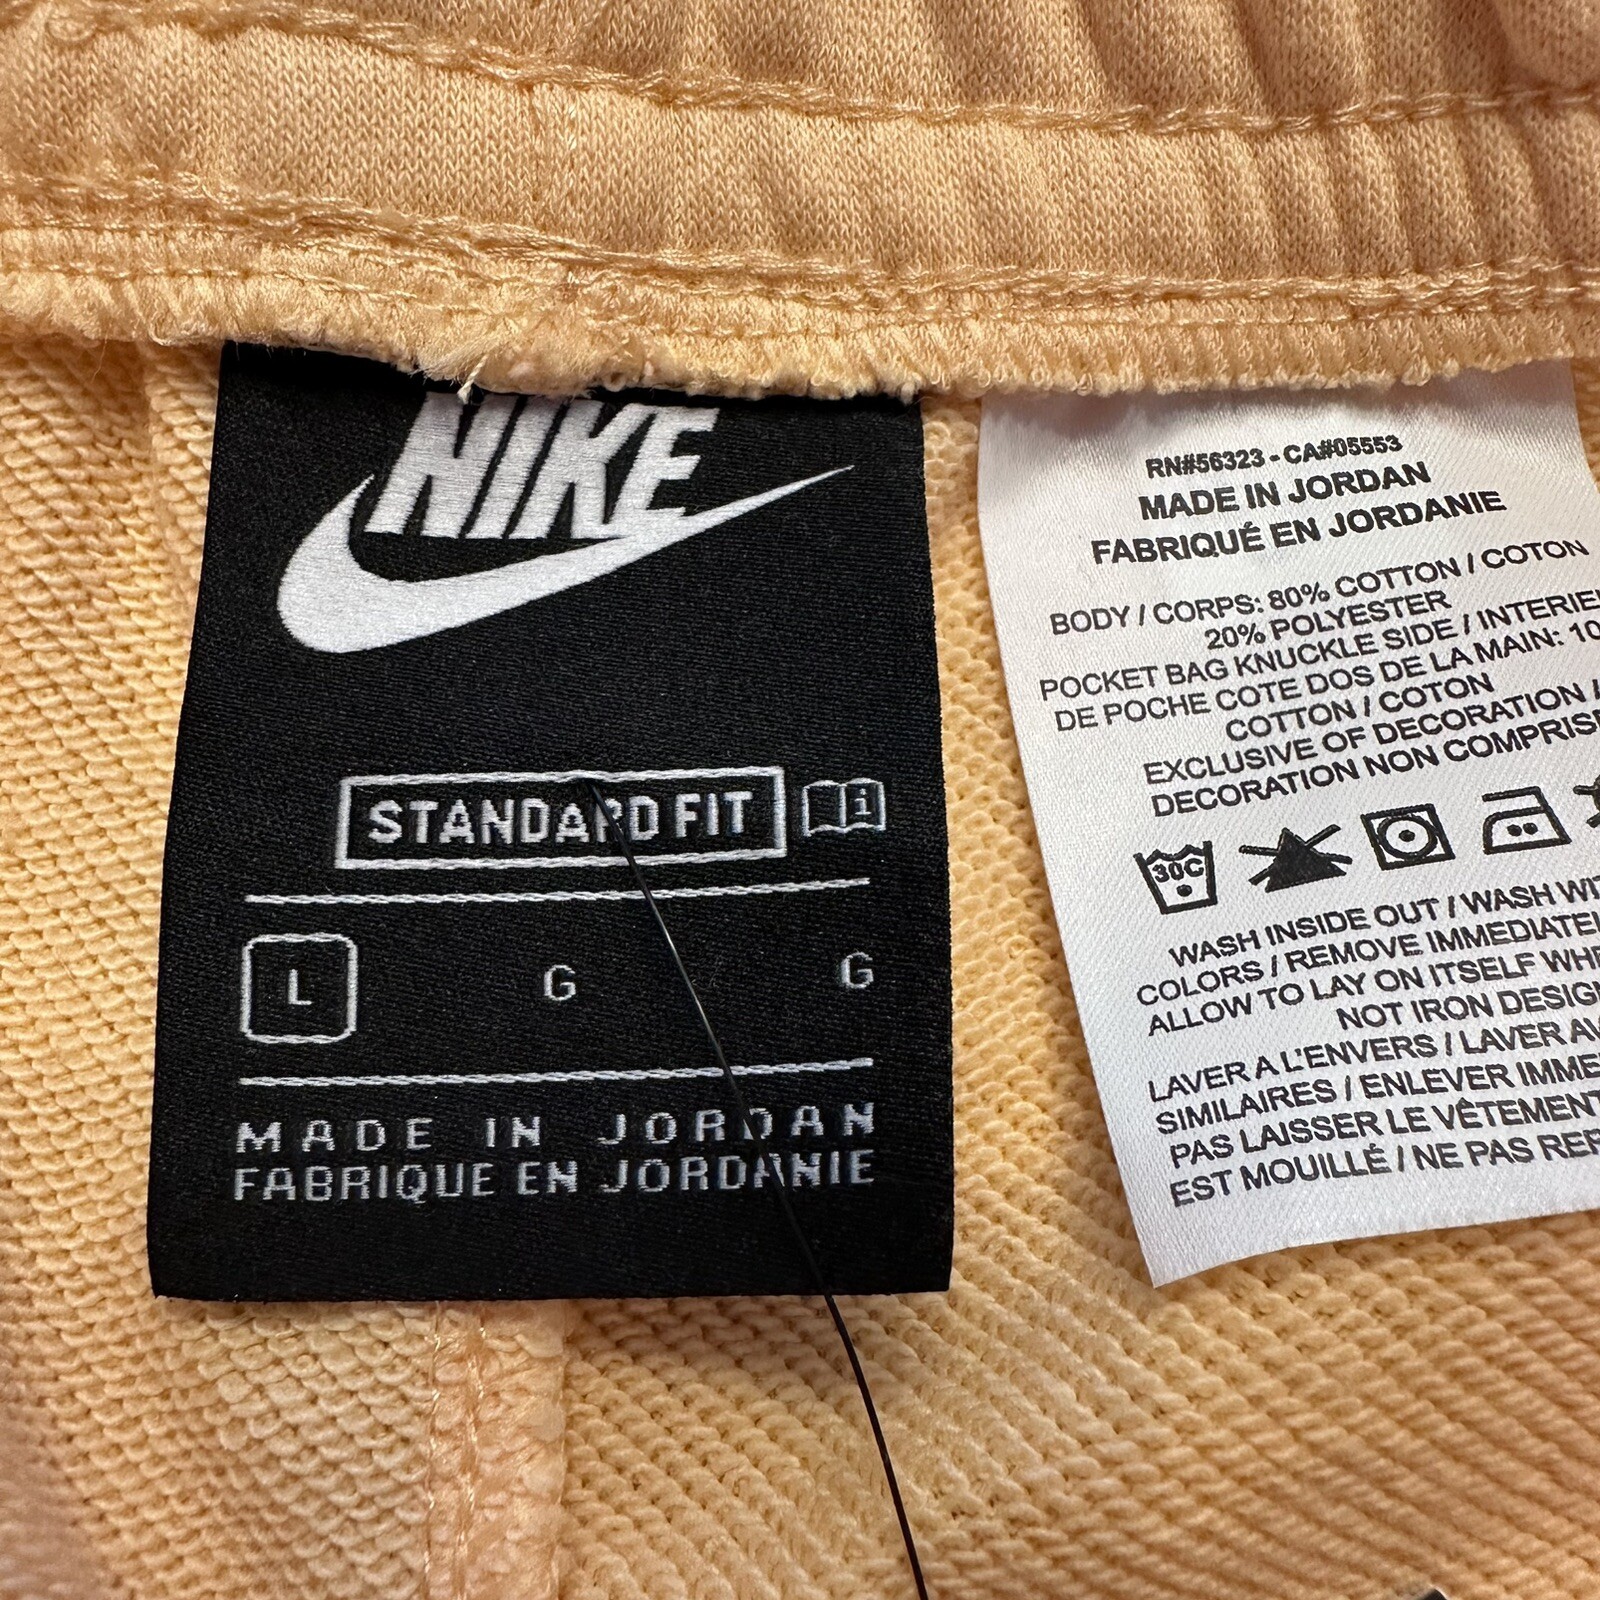 NIKE
STANDARD FIT
L G G
MADE IN JORDAN
FABRIQUE EN JORDANIE
RN#56323 - CA#05553
MADE IN JORDAN
FABRIQUÉ EN JORDANIE
BODY / CORPS: 80% COTTON / COTON
20% POLYESTER
POCKET BAG KNUCKLE SIDE /
DE POCHE COTE DOS DE LA MAIN:
COTTON / COTON
EXCLUSIVE OF DECORATION /
DECORATION NON
30C
WASH INSIDE OUT / WASH
COLORS / REMOVE
ALLOW TO LAY ON ITSELF
NOT IRON
LAVER A L'ENVERS / LAVER
SIMILAIRES / ENLEVER
PAS LAISSER LE
EST MOUILLÉ / NE PAS